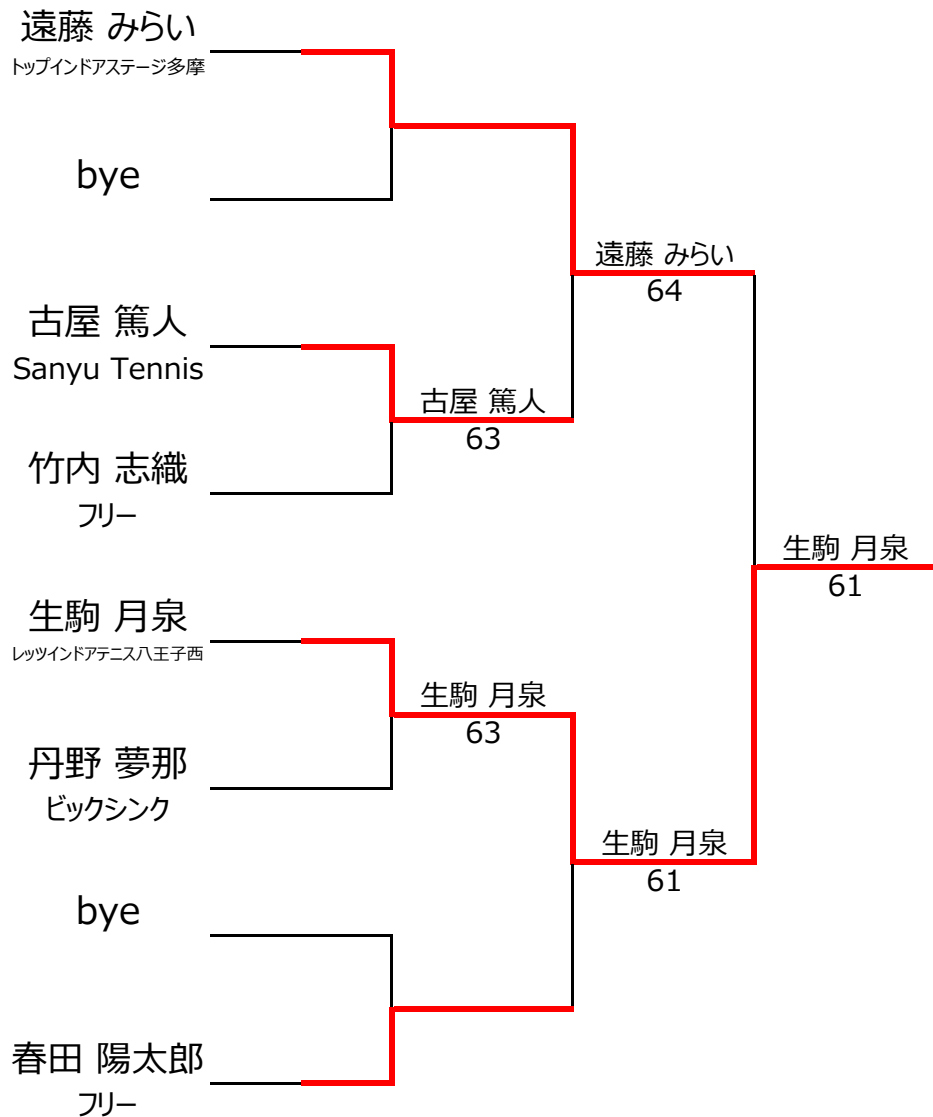 遠藤 みらい
トップインドアステージ多摩
bye
遠藤 みらい
64
古屋 篤人
Sanyu Tennis
古屋 篤人
63
竹内 志織
フリー
生駒 月泉
61
生駒 月泉
レッツインドアテニス八王子西
生駒 月泉
63
丹野 夢那
ビックシンク
生駒 月泉
61
bye
春田 陽太郎
フリー